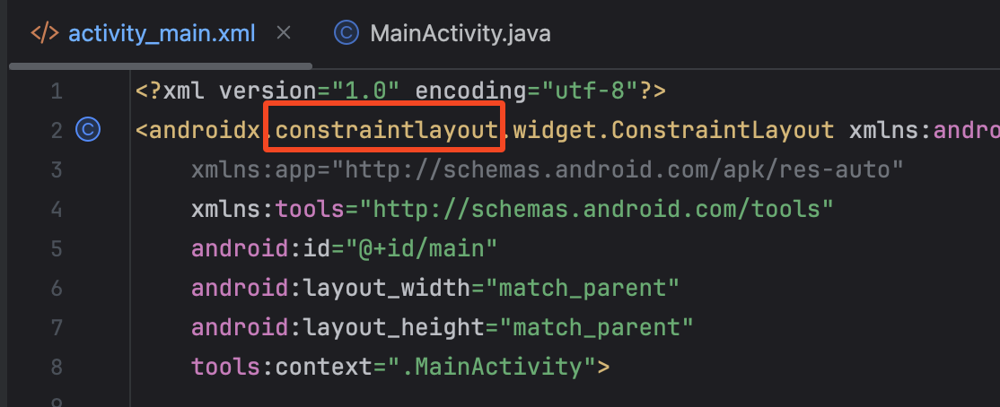 </> activity_main.xml × © MainActivity.java
1 <?xml version="1.0" encoding="utf-8"?>
2 © <androidx.constraintlayout.widget.ConstraintLayout xmlns:andro
3 xmlns:app="http://schemas.android.com/apk/res-auto"
4 xmlns:tools="http://schemas.android.com/tools"
5 android:id="@+id/main"
6 android:layout_width="match_parent"
7 android:layout_height="match_parent"
8 tools:context=".MainActivity">
9